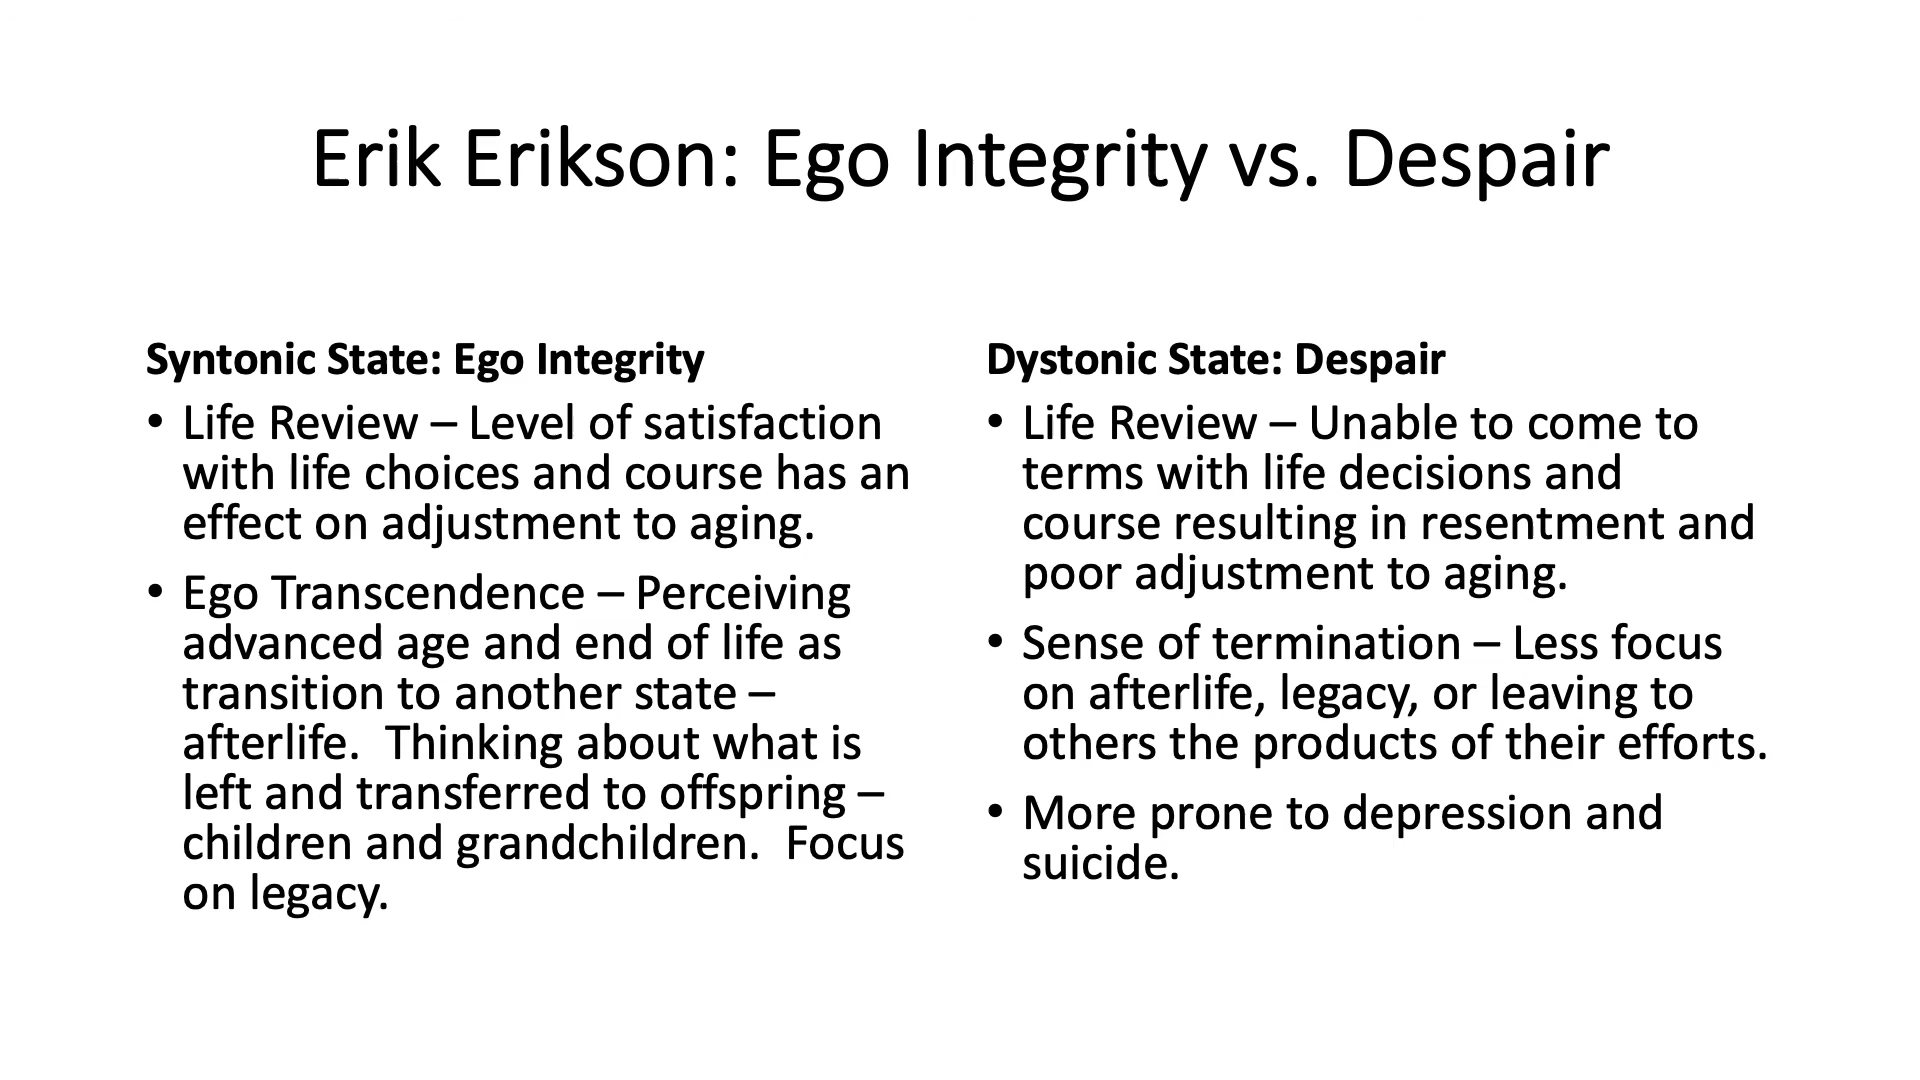 Erik Erikson: Ego Integrity vs. Despair
Syntonic State: Ego Integrity
• Life Review – Level of satisfaction
with life choices and course has an
effect on adjustment to aging.
• Ego Transcendence – Perceiving
advanced age and end of life as
transition to another state –
afterlife.  Thinking about what is
left and transferred to offspring –
children and grandchildren.  Focus
on legacy.
Dystonic State: Despair
• Life Review – Unable to come to
terms with life decisions and
course resulting in resentment and
poor adjustment to aging.
• Sense of termination – Less focus
on afterlife, legacy, or leaving to
others the products of their efforts.
• More prone to depression and
suicide.